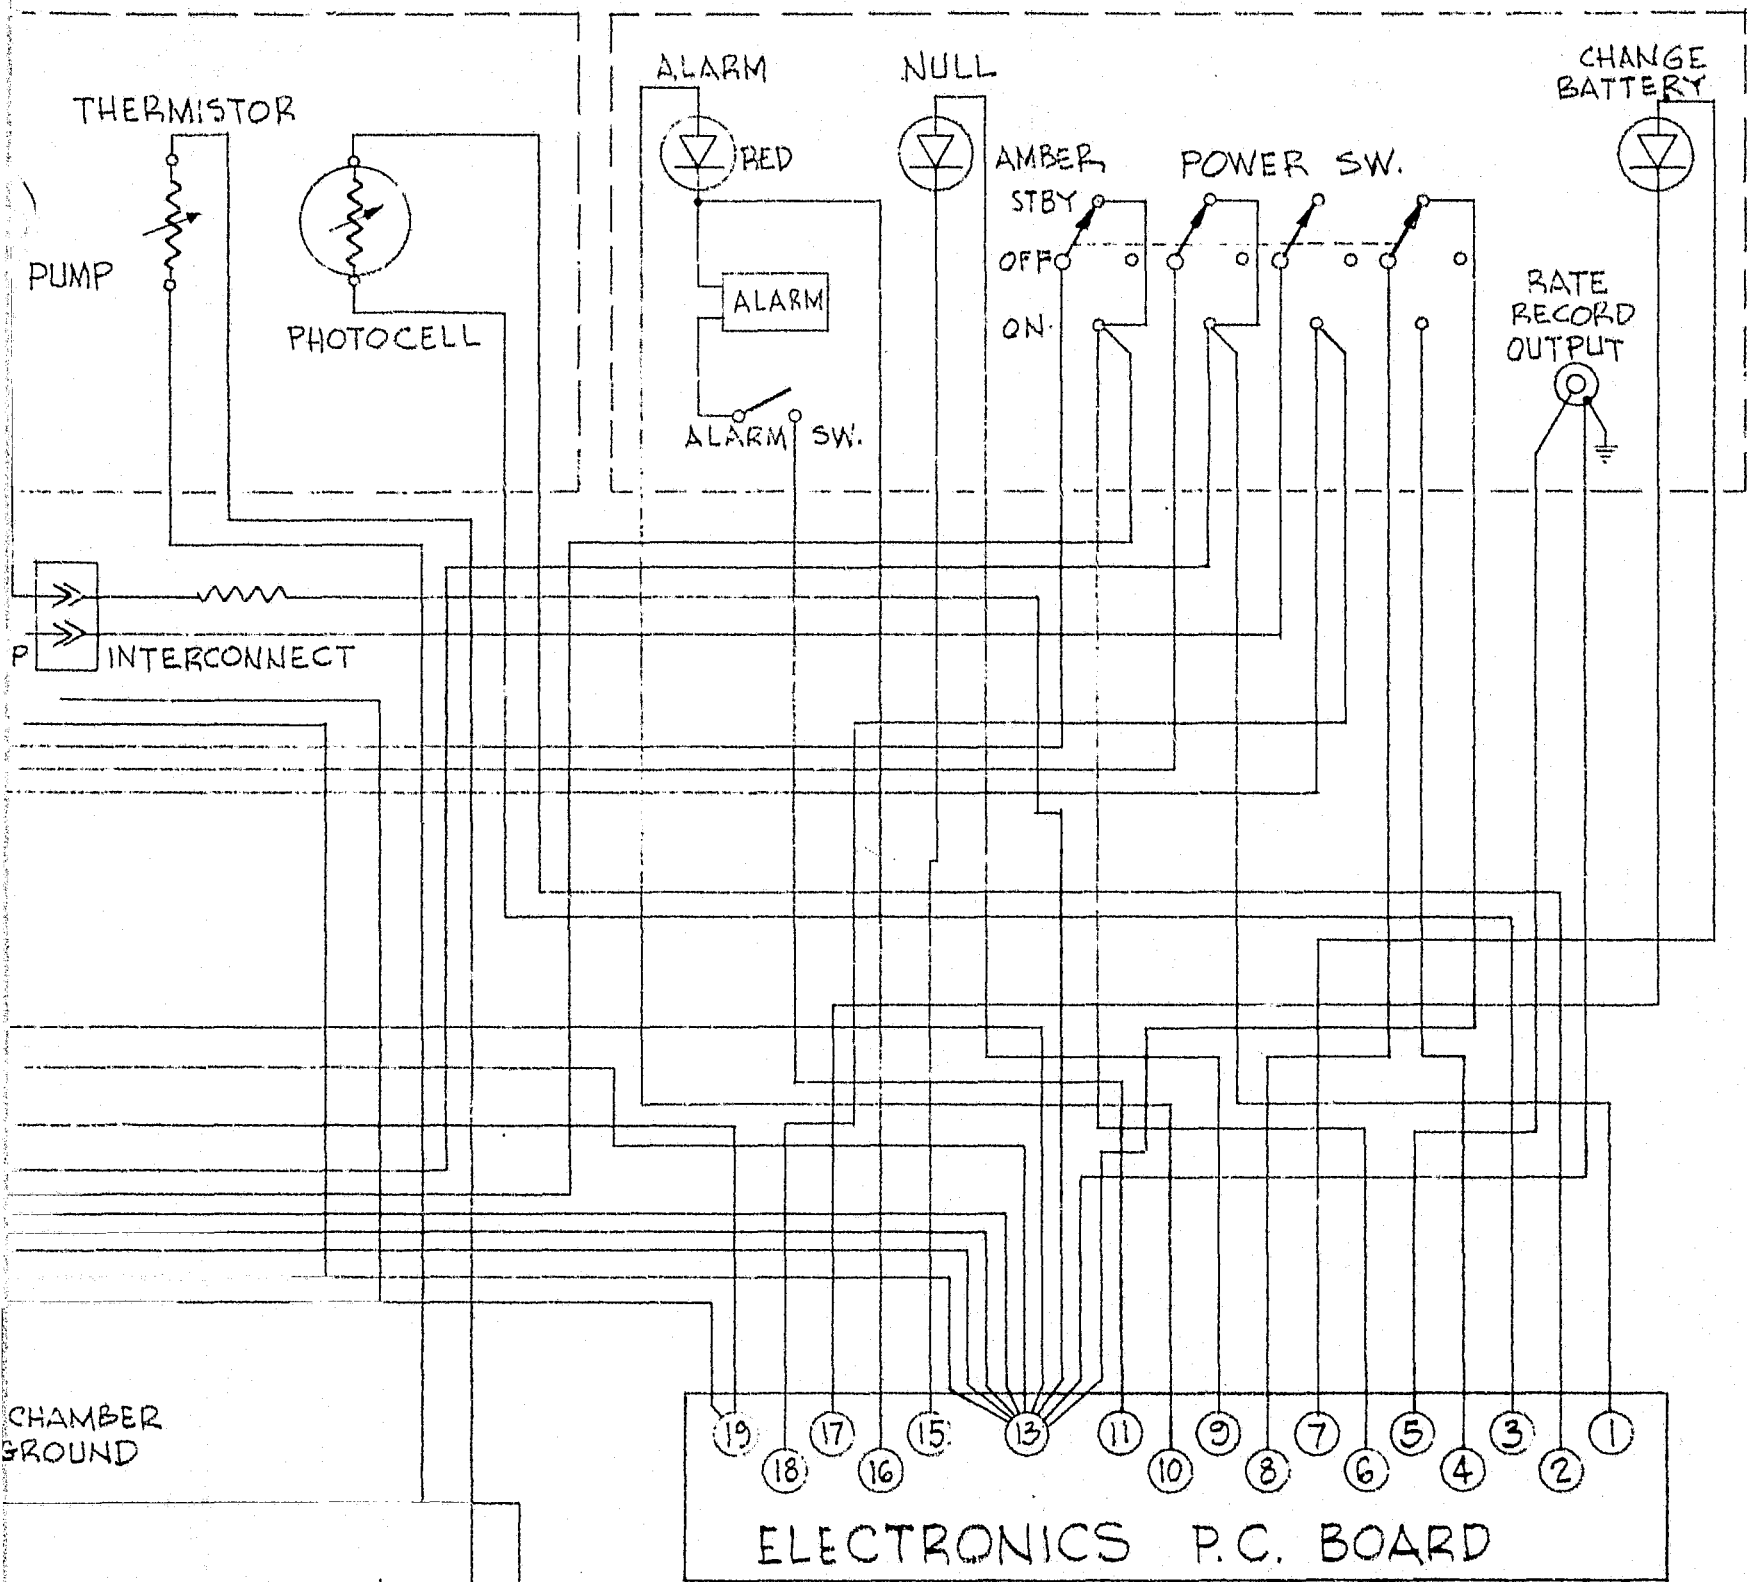 THERMISTOR
PUMP
PHOTOCELL
ALARM
RED
ALARM
ALARM SW.
NULL
AMBER
POWER SW.
STBY
OFF
ON
CHANGE
BATTERY
RATE
RECORD
OUTPUT
P
INTERCONNECT
CHAMBER
GROUND
19
18
17
16
15
13
11
10
9
8
7
6
5
4
3
2
1
ELECTRONICS P.C. BOARD